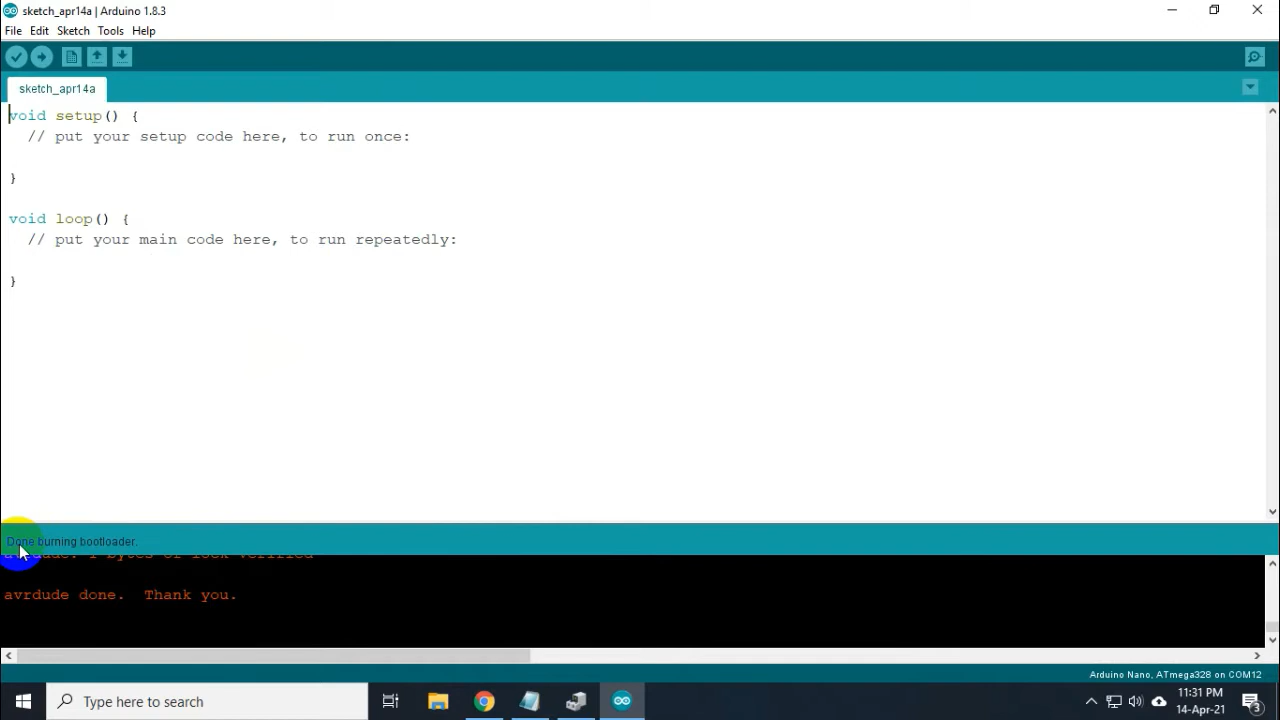 sketch_apr14a | Arduino 1.8.3
File Edit Sketch Tools Help
sketch_apr14a
void setup() {
// put your setup code here, to run once:
}
void loop() {
// put your main code here, to run repeatedly:
}
Done burning bootloader.
avrdude: 1 bytes of lock verified
avrdude done. Thank you.
Arduino Nano, ATmega328 on COM12
Type here to search
11:31 PM
14-Apr-21
3